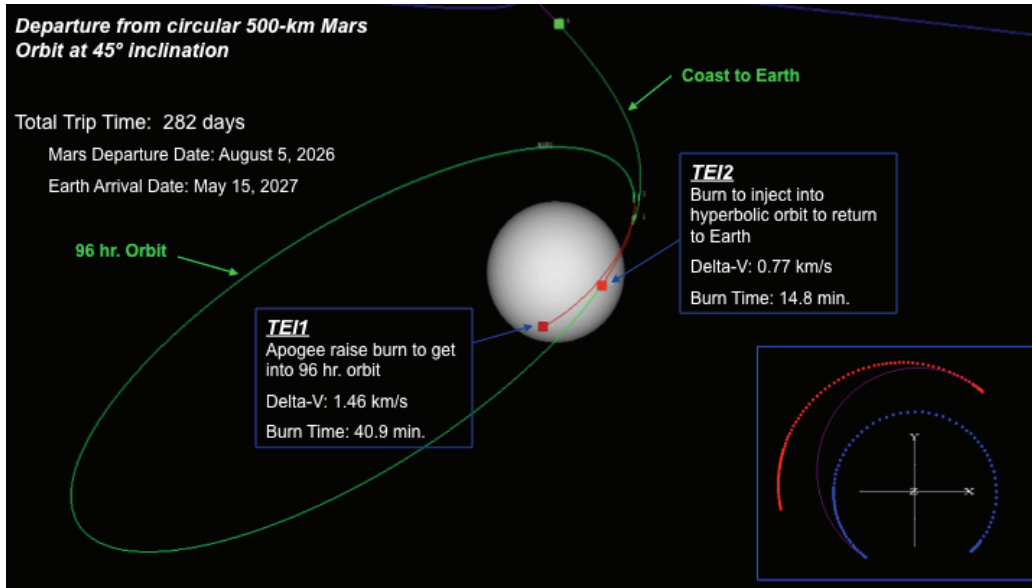 Departure from circular 500-km Mars
Orbit at 45° inclination
Total Trip Time: 282 days
Mars Departure Date: August 5, 2026
Earth Arrival Date: May 15, 2027
96 hr. Orbit
Coast to Earth
TEI1
Apogee raise burn to get
into 96 hr. orbit
Delta-V: 1.46 km/s
Burn Time: 40.9 min.
TEI2
Burn to inject into
hyperbolic orbit to return
to Earth
Delta-V: 0.77 km/s
Burn Time: 14.8 min.
Y
Z
X